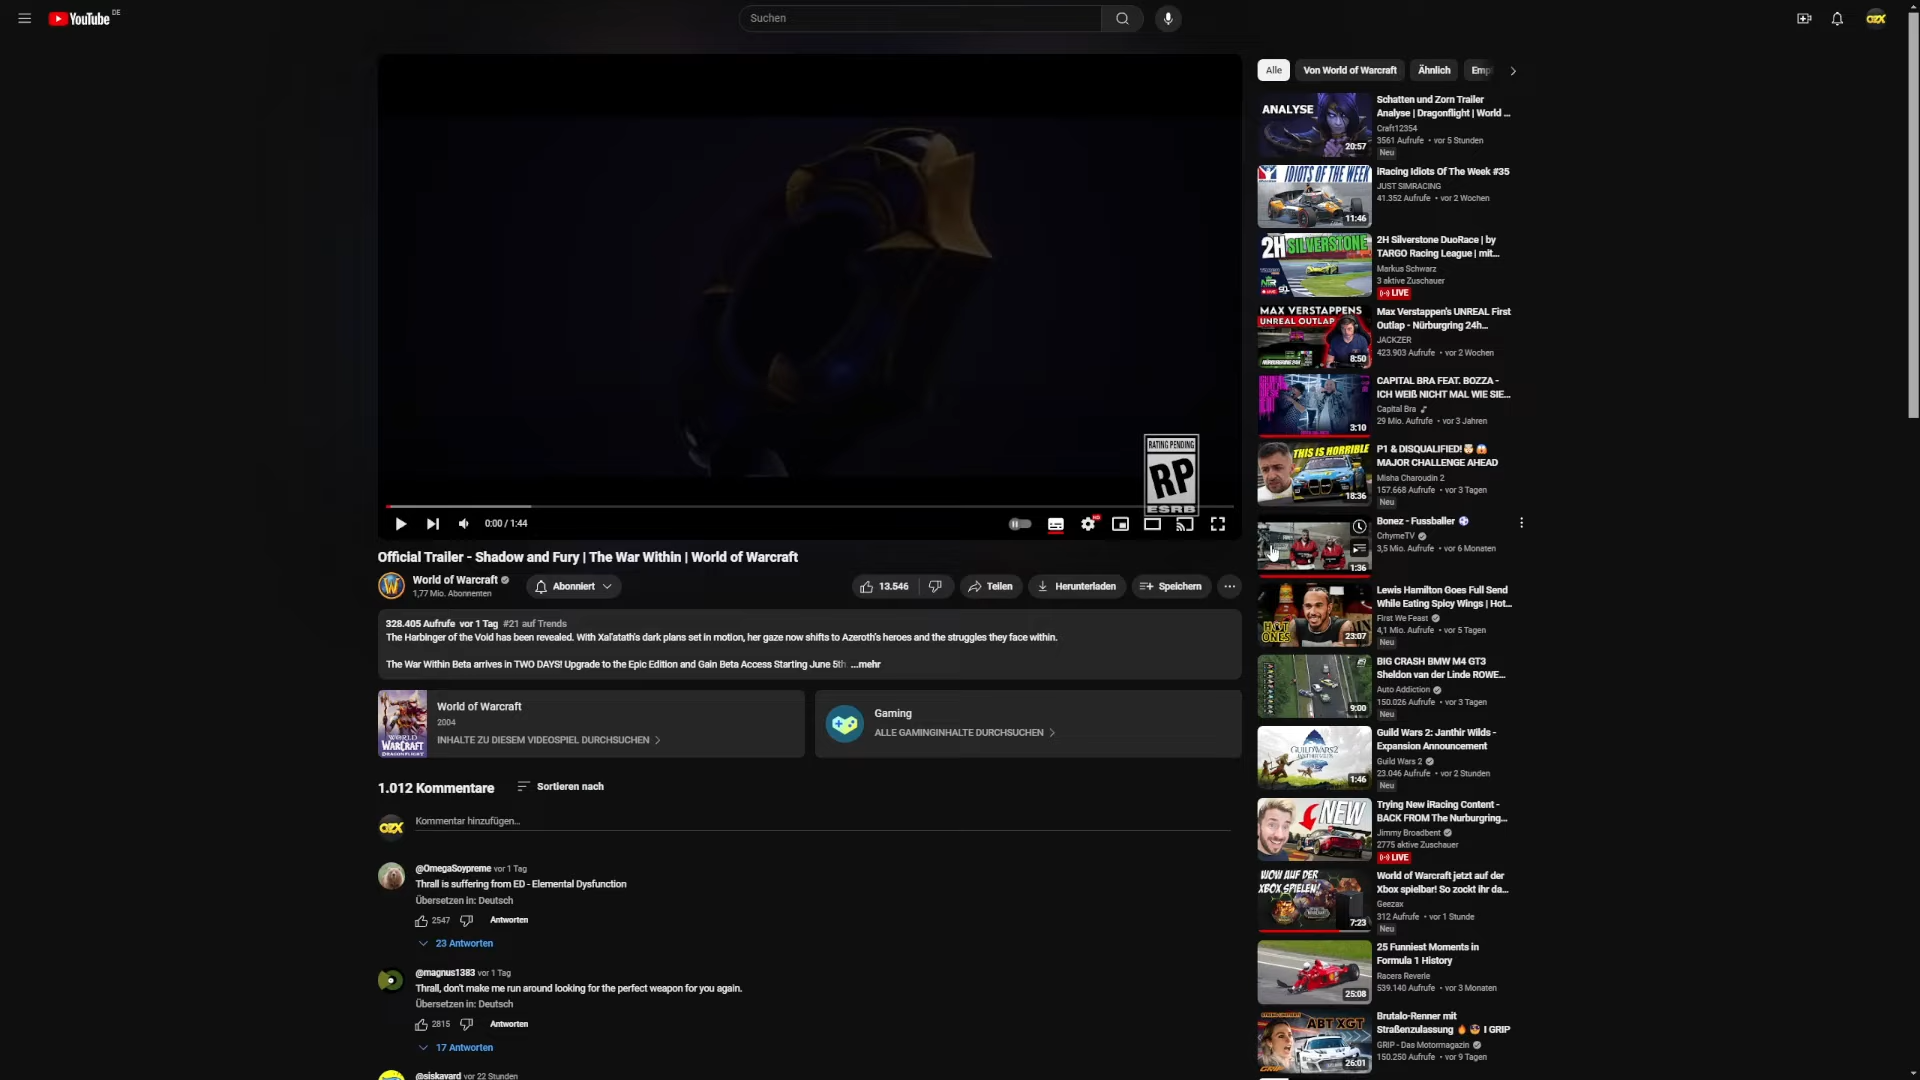 YouTube DE
Suchen
RATING PENDING
RP
ESRB
0:00 / 1:44
Official Trailer - Shadow and Fury | The War Within | World of Warcraft
World of Warcraft
1,77 Mio. Abonnenten
Abonniert
13.546
Teilen
Herunterladen
Speichern
328.405 Aufrufe vor 1 Tag #21 auf Trends
The Harbinger of the Void has been revealed. With Xal'atath's dark plans set in motion, her gaze now shifts to Azeroth's heroes and the struggles they face within.
The War Within Beta arrives in TWO DAYS! Upgrade to the Epic Edition and Gain Beta Access Starting June 5th ...mehr
World of Warcraft
2004
INHALTE ZU DIESEM VIDEOSPIEL DURCHSUCHEN
Gaming
ALLE GAMINGINHALTE DURCHSUCHEN
1.012 Kommentare
Sortieren nach
Kommentar hinzufügen...
@OmegaSoypreme vor 1 Tag
Thrall is suffering from ED - Elemental Dysfunction
Übersetzen in: Deutsch
2547
Antworten
23 Antworten
@magnus1383 vor 1 Tag
Thrall, don't make me run around looking for the perfect weapon for you again.
Übersetzen in: Deutsch
2815
Antworten
17 Antworten
@siskavard vor 22 Stunden
Alle
Von World of Warcraft
Ähnlich
Emp
ANALYSE
20:57
Schatten und Zorn Trailer
Analyse | Dragonflight | World ...
Craft12354
3561 Aufrufe • vor 5 Stunden
Neu
IDIOTS OF THE WEEK
11:46
iRacing Idiots Of The Week #35
JUST SIMRACING
41.352 Aufrufe • vor 2 Wochen
2H SILVERSTONE
2H Silverstone DuoRace | by
TARGO Racing League | mit...
Markus Schwarz
3 aktive Zuschauer
LIVE
MAX VERSTAPPENS
UNREAL OUTLAP
8:50
Max Verstappen's UNREAL First
Outlap - Nürburgring 24h...
JACKZER
423.903 Aufrufe • vor 2 Wochen
3:10
CAPITAL BRA FEAT. BOZZA -
ICH WEIß NICHT MAL WIE SIE...
Capital Bra
29 Mio. Aufrufe • vor 3 Jahren
THIS IS HORRIBLE
18:36
P1 & DISQUALIFIED!
MAJOR CHALLENGE AHEAD
Misha Charoudin 2
157.668 Aufrufe • vor 3 Tagen
Neu
1:36
Bonez - Fussballer
CrhymeTV
3,5 Mio. Aufrufe • vor 6 Monaten
HOT ONES
23:07
Lewis Hamilton Goes Full Send
While Eating Spicy Wings | Hot...
First We Feast
4,1 Mio. Aufrufe • vor 5 Tagen
Neu
9:00
BIG CRASH BMW M4 GT3
Sheldon van der Linde ROWE...
Auto Addiction
150.026 Aufrufe • vor 3 Tagen
Neu
GUILD WARS 2
1:46
Guild Wars 2: Janthir Wilds -
Expansion Announcement
Guild Wars 2
23.046 Aufrufe • vor 2 Stunden
Neu
NEW
Trying New iRacing Content -
BACK FROM The Nurburgring...
Jimmy Broadbent
2775 aktive Zuschauer
LIVE
WOW AUF DER
XBOX SPIELEN!
7:23
World of Warcraft jetzt auf der
Xbox spielbar! So zockt ihr da...
Geezax
312 Aufrufe • vor 1 Stunde
Neu
25:08
25 Funniest Moments in
Formula 1 History
Racers Reverie
539.140 Aufrufe • vor 3 Monaten
ABT XGT
26:01
Brutalo-Renner mit
Straßenzulassung I GRIP
GRIP - Das Motormagazin
150.250 Aufrufe • vor 9 Tagen